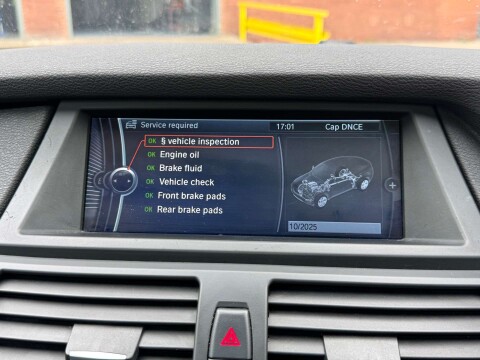 Service required 17:01 Cap DNCE
OK § vehicle inspection
OK Engine oil
OK Brake fluid
OK Vehicle check
OK Front brake pads
OK Rear brake pads
10/2025